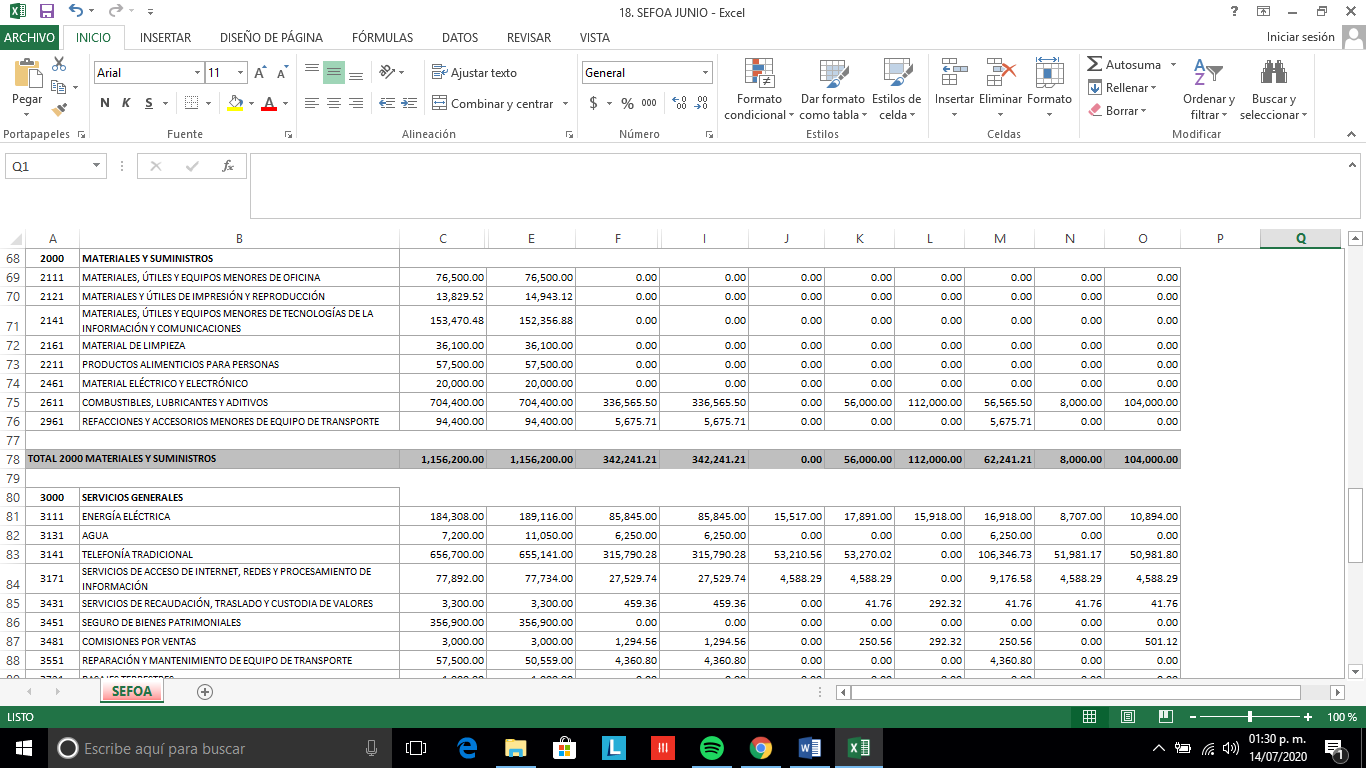 18. SEFOA JUNIO - Excel
ARCHIVO INICIO INSERTAR DISEÑO DE PÁGINA FÓRMULAS DATOS REVISAR VISTA Iniciar sesión
Pegar
Arial 11
N K S
Ajustar texto
Combinar y centrar
General
$ % 000
Formato condicional
Dar formato como tabla
Estilos de celda
Insertar Eliminar Formato
Autosuma
Rellenar
Borrar
Ordenar y filtrar
Buscar y seleccionar
Portapapeles Fuente Alineación Número Estilos Celdas Modificar
Q1 fx
A B C E F I J K L M N O P Q
68 2000 MATERIALES Y SUMINISTROS
69 2111 MATERIALES, ÚTILES Y EQUIPOS MENORES DE OFICINA 76,500.00 76,500.00 0.00 0.00 0.00 0.00 0.00 0.00 0.00 0.00
70 2121 MATERIALES Y ÚTILES DE IMPRESIÓN Y REPRODUCCIÓN 13,829.52 14,943.12 0.00 0.00 0.00 0.00 0.00 0.00 0.00 0.00
71 2141 MATERIALES, ÚTILES Y EQUIPOS MENORES DE TECNOLOGÍAS DE LA
INFORMACIÓN Y COMUNICACIONES 153,470.48 152,356.88 0.00 0.00 0.00 0.00 0.00 0.00 0.00 0.00
72 2161 MATERIAL DE LIMPIEZA 36,100.00 36,100.00 0.00 0.00 0.00 0.00 0.00 0.00 0.00 0.00
73 2211 PRODUCTOS ALIMENTICIOS PARA PERSONAS 57,500.00 57,500.00 0.00 0.00 0.00 0.00 0.00 0.00 0.00 0.00
74 2461 MATERIAL ELÉCTRICO Y ELECTRÓNICO 20,000.00 20,000.00 0.00 0.00 0.00 0.00 0.00 0.00 0.00 0.00
75 2611 COMBUSTIBLES, LUBRICANTES Y ADITIVOS 704,400.00 704,400.00 336,565.50 336,565.50 0.00 56,000.00 112,000.00 56,565.50 8,000.00 104,000.00
76 2961 REFACCIONES Y ACCESORIOS MENORES DE EQUIPO DE TRANSPORTE 94,400.00 94,400.00 5,675.71 5,675.71 0.00 0.00 0.00 5,675.71 0.00 0.00
77
78 TOTAL 2000 MATERIALES Y SUMINISTROS 1,156,200.00 1,156,200.00 342,241.21 342,241.21 0.00 56,000.00 112,000.00 62,241.21 8,000.00 104,000.00
79
80 3000 SERVICIOS GENERALES
81 3111 ENERGÍA ELÉCTRICA 184,308.00 189,116.00 85,845.00 85,845.00 15,517.00 17,891.00 15,918.00 16,918.00 8,707.00 10,894.00
82 3131 AGUA 7,200.00 11,050.00 6,250.00 6,250.00 0.00 0.00 0.00 6,250.00 0.00 0.00
83 3141 TELEFONÍA TRADICIONAL 656,700.00 655,141.00 315,790.28 315,790.28 53,210.56 53,270.02 0.00 106,346.73 51,981.17 50,981.80
84 3171 SERVICIOS DE ACCESO DE INTERNET, REDES Y PROCESAMIENTO DE
INFORMACIÓN 77,892.00 77,734.00 27,529.74 27,529.74 4,588.29 4,588.29 0.00 9,176.58 4,588.29 4,588.29
85 3431 SERVICIOS DE RECAUDACIÓN, TRASLADO Y CUSTODIA DE VALORES 3,300.00 3,300.00 459.36 459.36 0.00 41.76 292.32 41.76 41.76 41.76
86 3451 SEGURO DE BIENES PATRIMONIALES 356,900.00 356,900.00 0.00 0.00 0.00 0.00 0.00 0.00 0.00 0.00
87 3481 COMISIONES POR VENTAS 3,000.00 3,000.00 1,294.56 1,294.56 0.00 250.56 292.32 250.56 0.00 501.12
88 3551 REPARACIÓN Y MANTENIMIENTO DE EQUIPO DE TRANSPORTE 57,500.00 50,559.00 4,360.80 4,360.80 0.00 0.00 0.00 4,360.80 0.00 0.00
SEFOA
LISTO 100 %
Escribe aquí para buscar
01:30 p. m.
14/07/2020